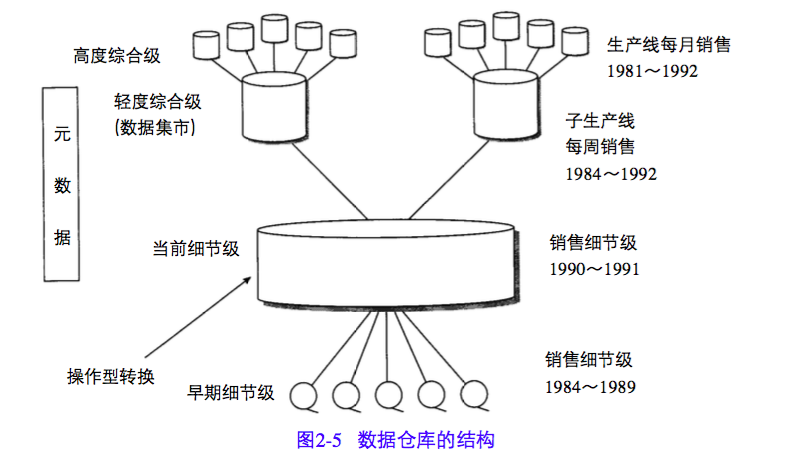 高度综合级
生产线每月销售
1981～1992
轻度综合级
(数据集市)
子生产线
每周销售
1984～1992
元
数
据
当前细节级
销售细节级
1990～1991
操作型转换
早期细节级
销售细节级
1984～1989
图2-5 数据仓库的结构